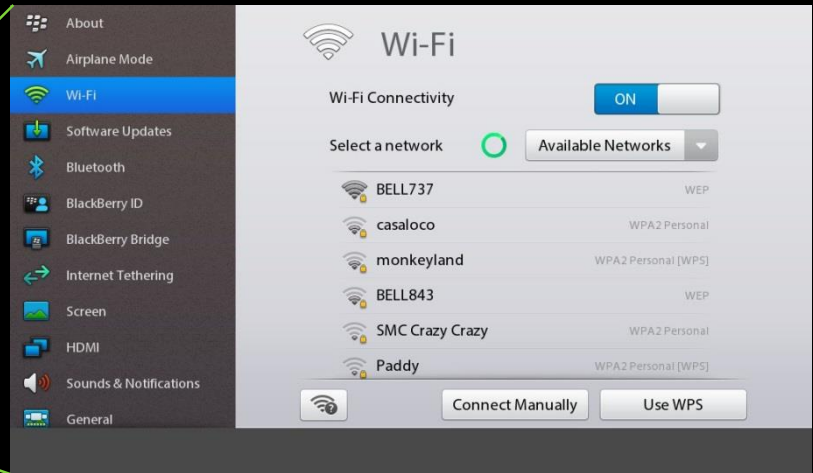 About
Airplane Mode
Wi-Fi
Software Updates
Bluetooth
BlackBerry ID
BlackBerry Bridge
Internet Tethering
Screen
HDMI
Sounds & Notifications
General
Wi-Fi
Wi-Fi Connectivity ON
Select a network Available Networks
BELL737 WEP
casaloco WPA2 Personal
monkeyland WPA2 Personal [WPS]
BELL843 WEP
SMC Crazy Crazy WPA2 Personal
Paddy WPA2 Personal [WPS]
Connect Manually Use WPS